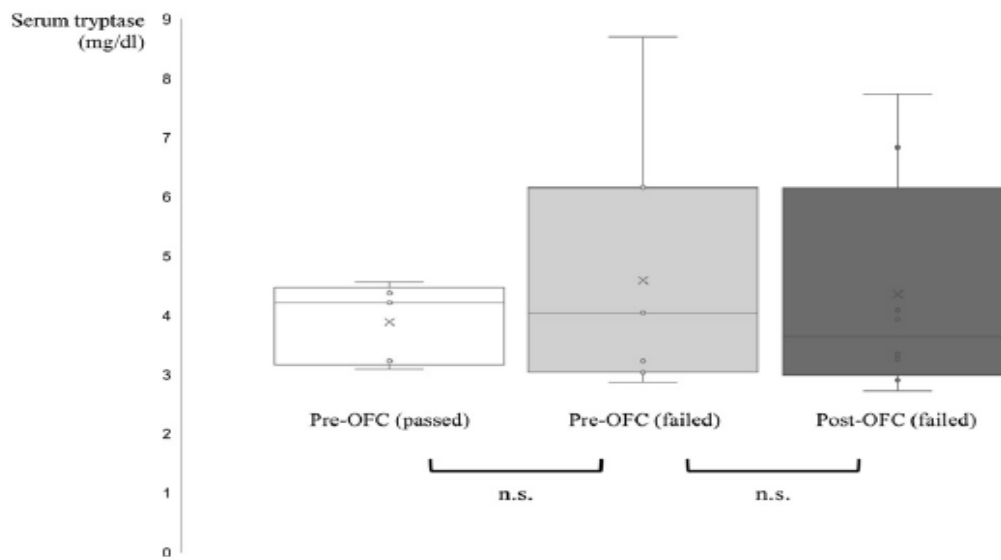 Serum tryptase
(mg/dl)
9
8
7
6
5
4
3
2
1
0
Pre-OFC (passed)
Pre-OFC (failed)
Post-OFC (failed)
n.s.
n.s.